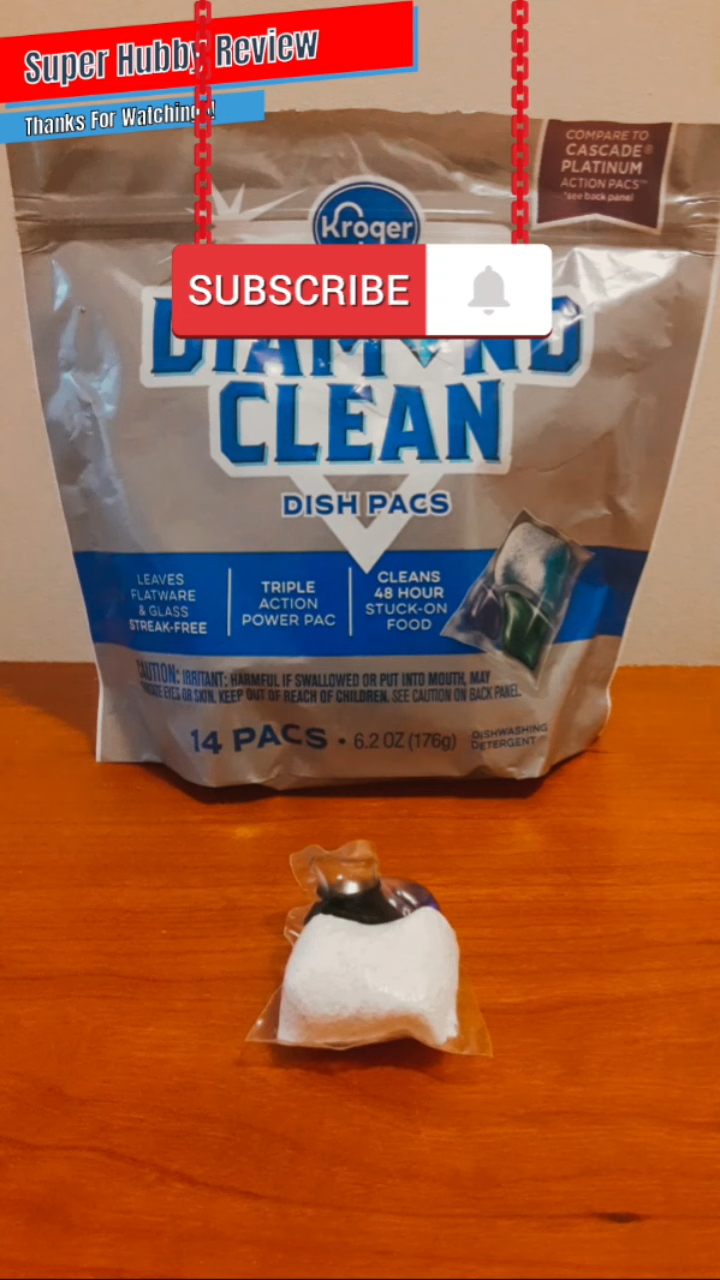 Super Hubby Review
Thanks For Watching!!
COMPARE TO
CASCADE®
PLATINUM
ACTION PACS™
*see back panel
Kroger
SUBSCRIBE
DIAMOND
CLEAN
DISH PACS
LEAVES
FLATWARE
& GLASS
STREAK-FREE
TRIPLE
ACTION
POWER PAC
CLEANS
48 HOUR
STUCK-ON
FOOD
CAUTION: IRRITANT: HARMFUL IF SWALLOWED OR PUT INTO MOUTH, MAY
IRRITATE EYES OR SKIN. KEEP OUT OF REACH OF CHILDREN. SEE CAUTION ON BACK PANEL.
14 PACS • 6.2 OZ (176g)
DISHWASHING
DETERGENT